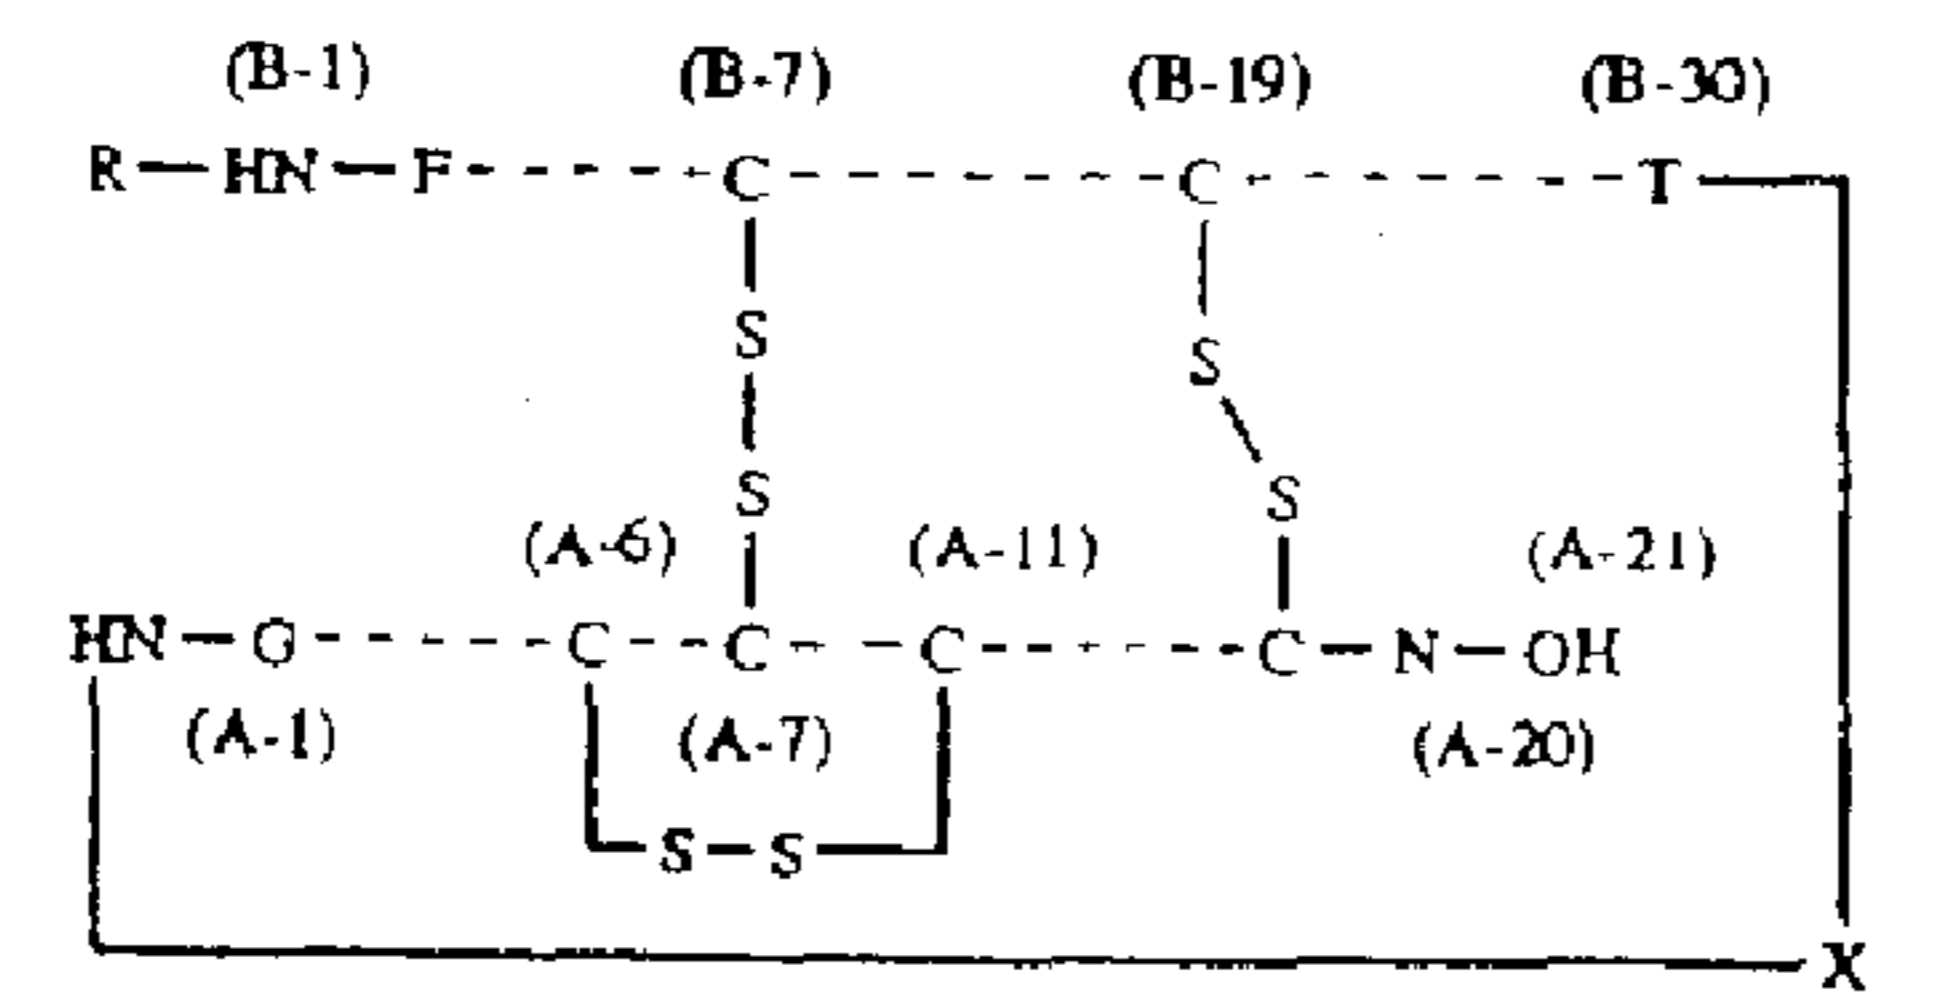 (B-1) (B-7) (B-19) (B-30)
R—HN—F- - - - - -C- - - - - - -C- - - - - - -T
S
S
S
S
(A-6) (A-11) (A-21)
HN—G- - - - -C- - -C- - -C- - - - - -C—N—OH
(A-1) (A-7) (A-20)
S—S
X